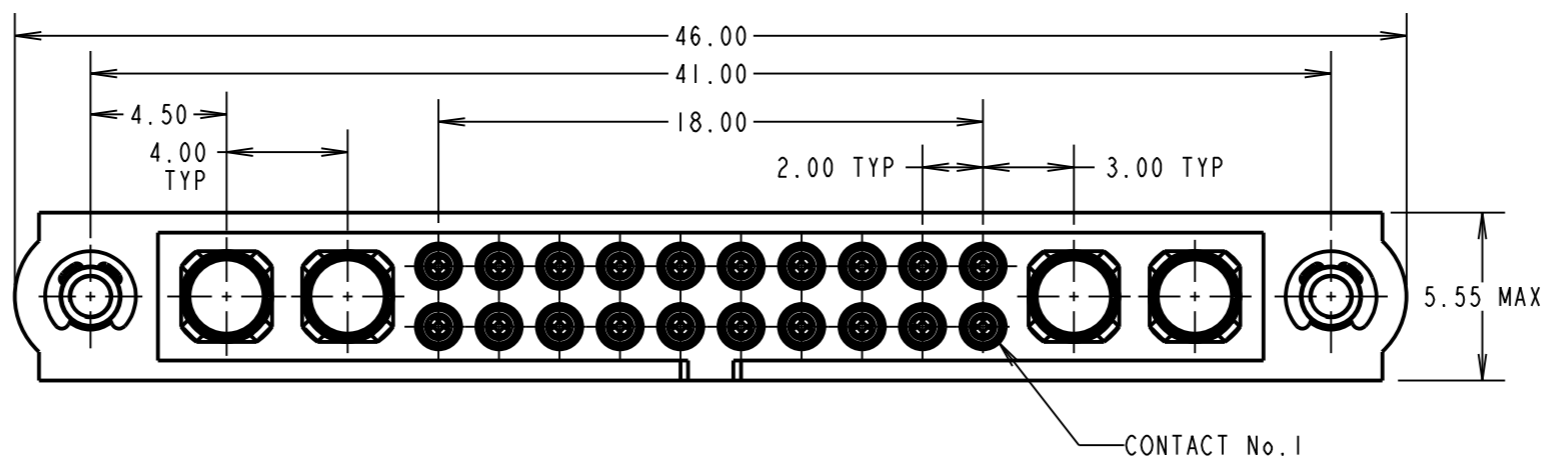 46.00
41.00
4.50
18.00
4.00
TYP
2.00 TYP
3.00 TYP
5.55 MAX
CONTACT No.1